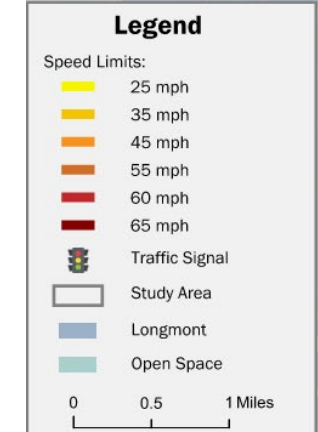 Legend
Speed Limits:
25 mph
35 mph
45 mph
55 mph
60 mph
65 mph
Traffic Signal
Study Area
Longmont
Open Space
0 0.5 1 Miles